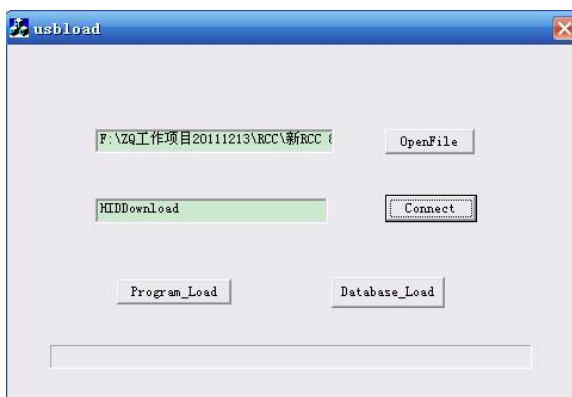 usbload
F:\ZQ工作项目20111213\RCC\新RCC
OpenFile
HIDDownload
Connect
Program_Load
Database_Load